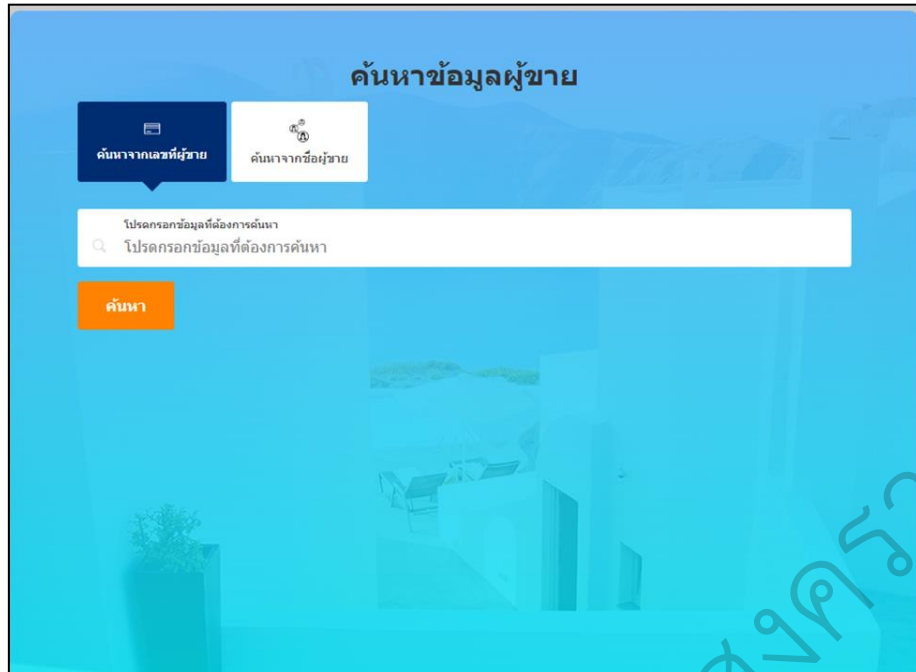 ค้นหาข้อมูลผู้ขาย
ค้นหาจากเลขที่ผู้ขาย
ค้นหาจากชื่อผู้ขาย
โปรดกรอกข้อมูลที่ต้องการค้นหา
โปรดกรอกข้อมูลที่ต้องการค้นหา
ค้นหา